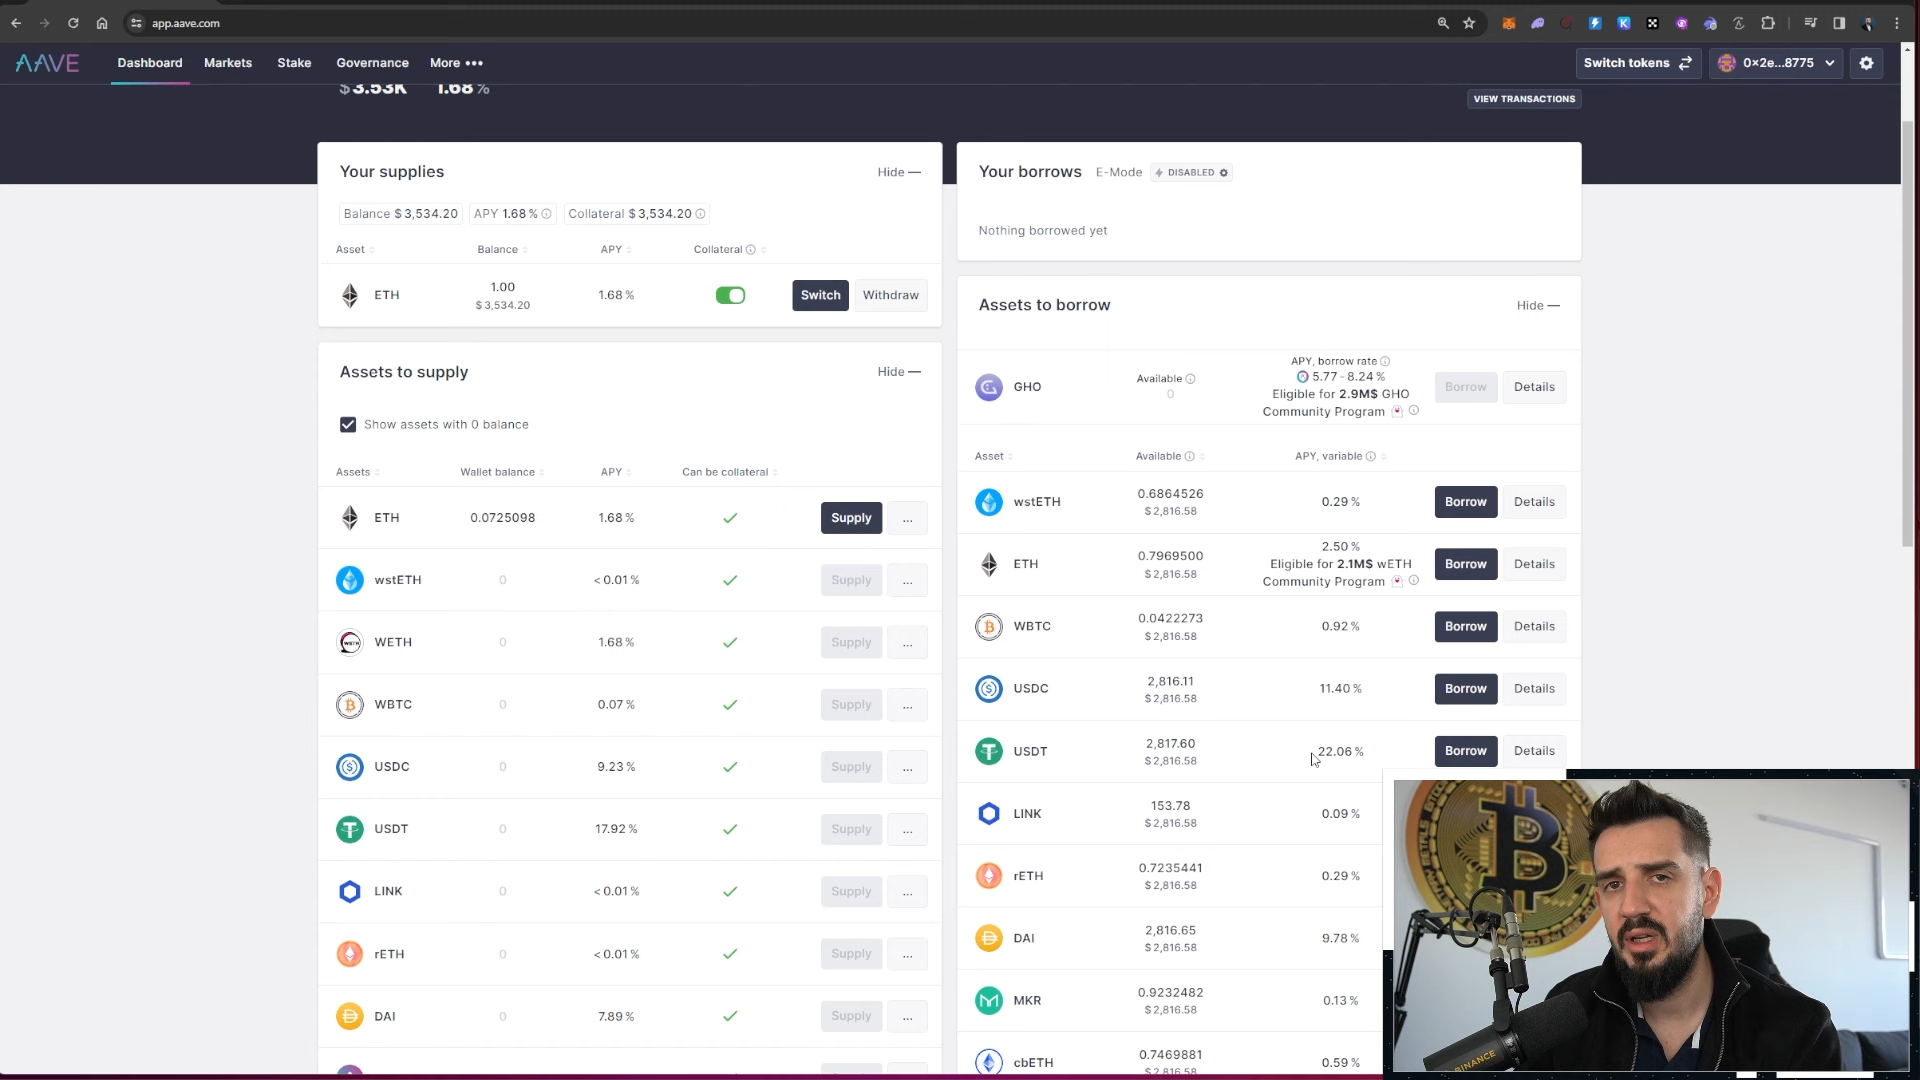 app.aave.com
AAVE
Dashboard
Markets
Stake
Governance
More •••
Switch tokens
0×2e...8775
$3.53K 1.68%
VIEW TRANSACTIONS
Your supplies
Hide —
Balance $3,534.20
APY 1.68%
Collateral $3,534.20
Asset
Balance
APY
Collateral
ETH
1.00
$3,534.20
1.68%
Switch
Withdraw
Assets to supply
Hide —
Show assets with 0 balance
Assets
Wallet balance
APY
Can be collateral
ETH
0.0725098
1.68%
Supply
...
wstETH
0
<0.01%
Supply
...
WETH
0
1.68%
Supply
...
WBTC
0
0.07%
Supply
...
USDC
0
9.23%
Supply
...
USDT
0
17.92%
Supply
...
LINK
0
<0.01%
Supply
...
rETH
0
<0.01%
Supply
...
DAI
0
7.89%
Supply
...
Your borrows
E-Mode
DISABLED
Nothing borrowed yet
Assets to borrow
Hide —
GHO
Available
0
APY, borrow rate
5.77 - 8.24%
Eligible for 2.9M$ GHO
Community Program
Borrow
Details
Asset
Available
APY, variable
wstETH
0.6864526
$2,816.58
0.29%
Borrow
Details
ETH
0.7969500
$2,816.58
2.50%
Eligible for 2.1M$ wETH
Community Program
Borrow
Details
WBTC
0.0422273
$2,816.58
0.92%
Borrow
Details
USDC
2,816.11
$2,816.58
11.40%
Borrow
Details
USDT
2,817.60
$2,816.58
22.06%
Borrow
Details
LINK
153.78
$2,816.58
0.09%
rETH
0.7235441
$2,816.58
0.29%
DAI
2,816.65
$2,816.58
9.78%
MKR
0.9232482
$2,816.58
0.13%
cbETH
0.7469881
$2,816.58
0.59%
BINANCE